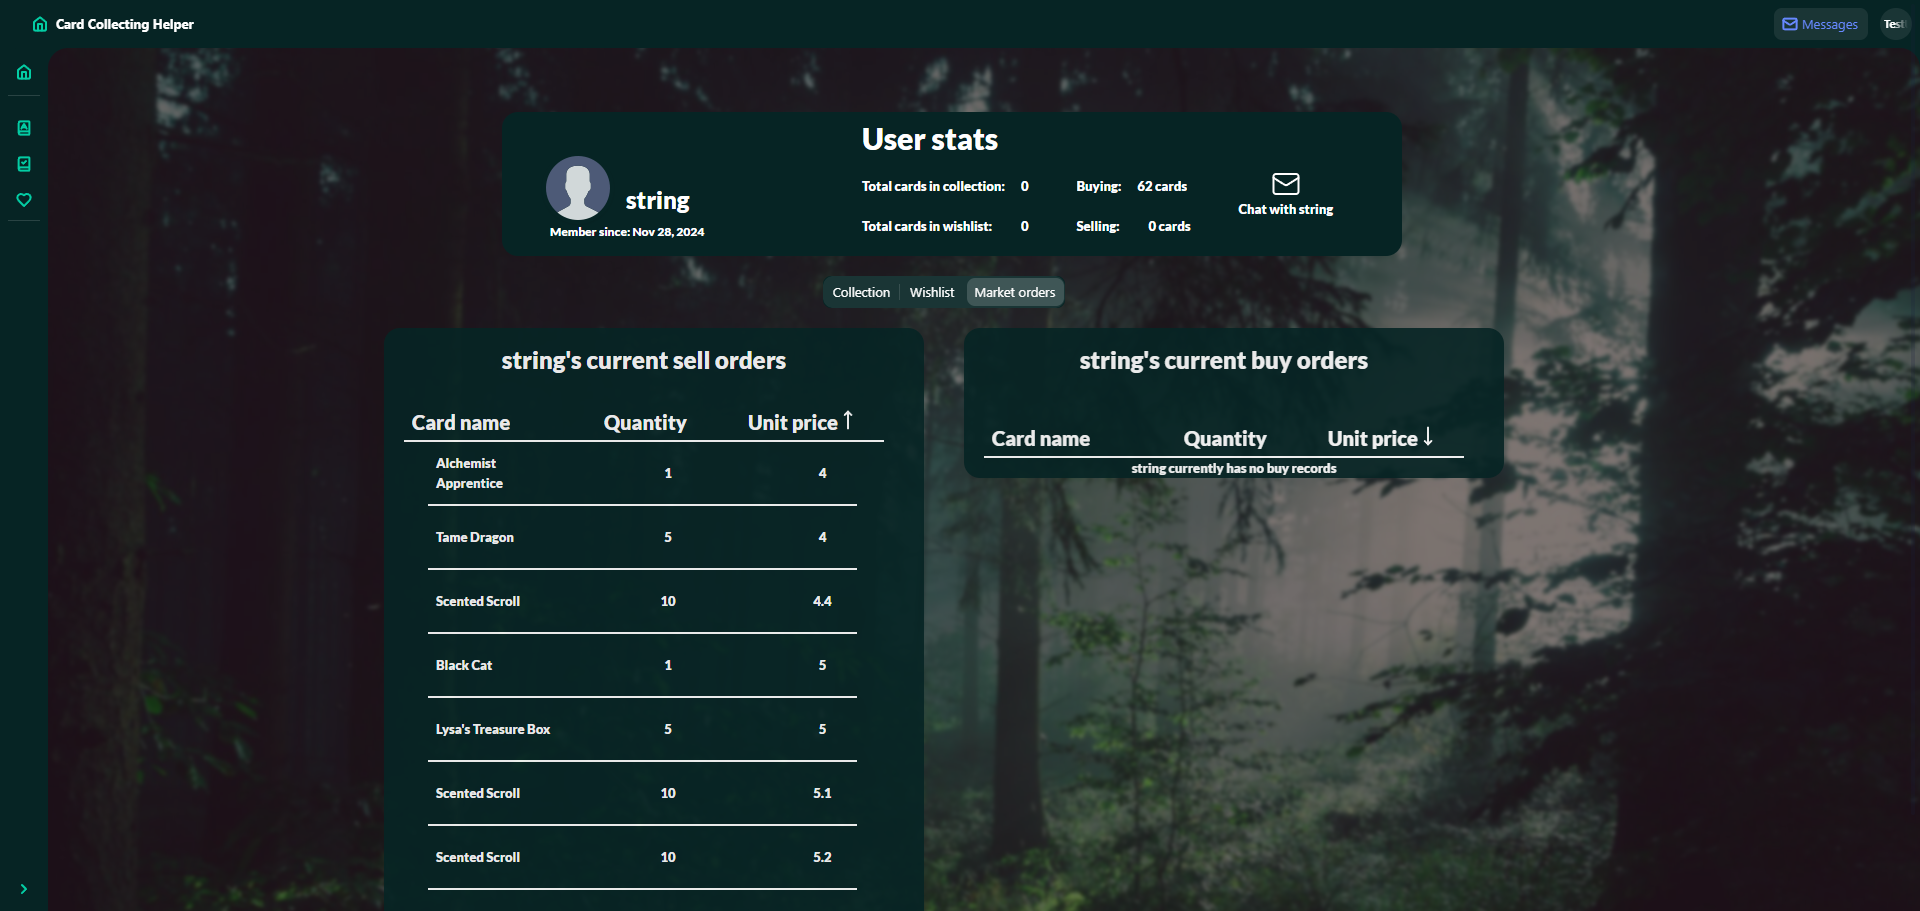 Card Collecting Helper
Messages
Test
User stats
string
Member since: Nov 28, 2024
Total cards in collection: 0
Buying: 62 cards
Total cards in wishlist: 0
Selling: 0 cards
Chat with string
Collection Wishlist Market orders
string's current sell orders
Card name Quantity Unit price ↑
Alchemist
Apprentice 1 4
Tame Dragon 5 4
Scented Scroll 10 4.4
Black Cat 1 5
Lysa's Treasure Box 5 5
Scented Scroll 10 5.1
Scented Scroll 10 5.2
string's current buy orders
Card name Quantity Unit price ↓
string currently has no buy records